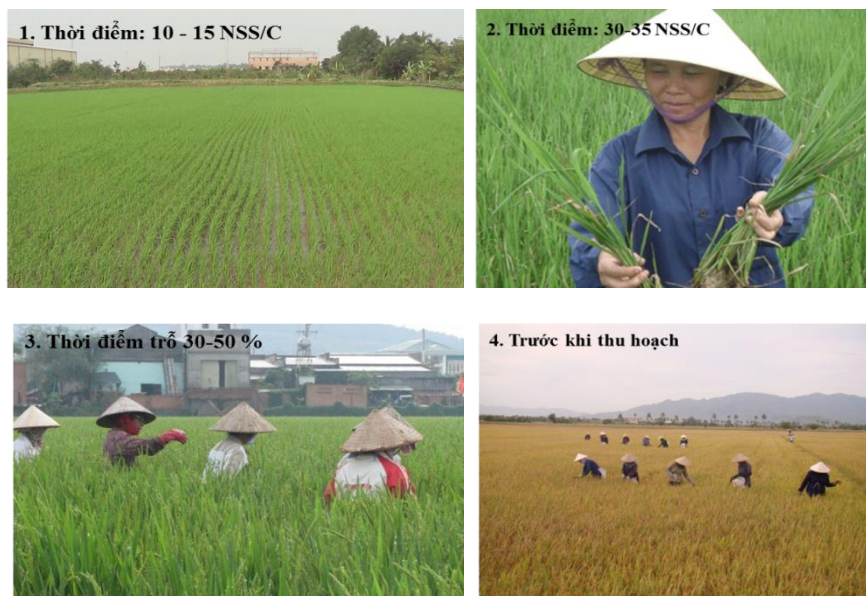 1. Thời điểm: 10 - 15 NSS/C
2. Thời điểm: 30-35 NSS/C
3. Thời điểm trỗ 30-50 %
4. Trước khi thu hoạch